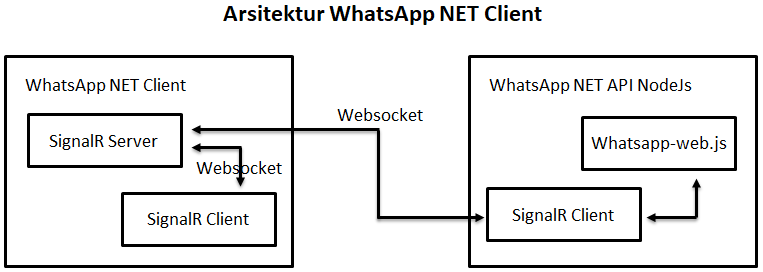 Arsitektur WhatsApp NET Client
WhatsApp NET Client
SignalR Server
Websocket
SignalR Client
Websocket
WhatsApp NET API NodeJs
Whatsapp-web.js
SignalR Client